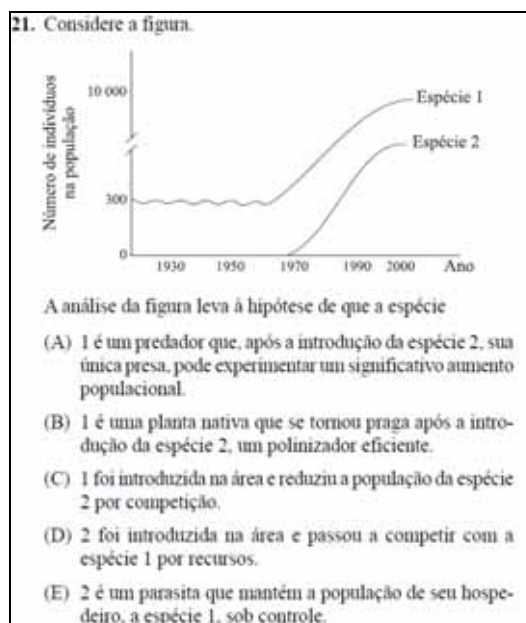 21. Considere a figura.
Número de indivíduos
na população
10 000
300
0
Espécie 1
Espécie 2
1930 1950 1970 1990 2000 Ano
A análise da figura leva à hipótese de que a espécie
(A) 1 é um predador que, após a introdução da espécie 2, sua
única presa, pode experimentar um significativo aumento
populacional.
(B) 1 é uma planta nativa que se tornou praga após a intro-
dução da espécie 2, um polinizador eficiente.
(C) 1 foi introduzida na área e reduziu a população da espécie
2 por competição.
(D) 2 foi introduzida na área e passou a competir com a
espécie 1 por recursos.
(E) 2 é um parasita que mantém a população de seu hospe-
deiro, a espécie 1, sob controle.